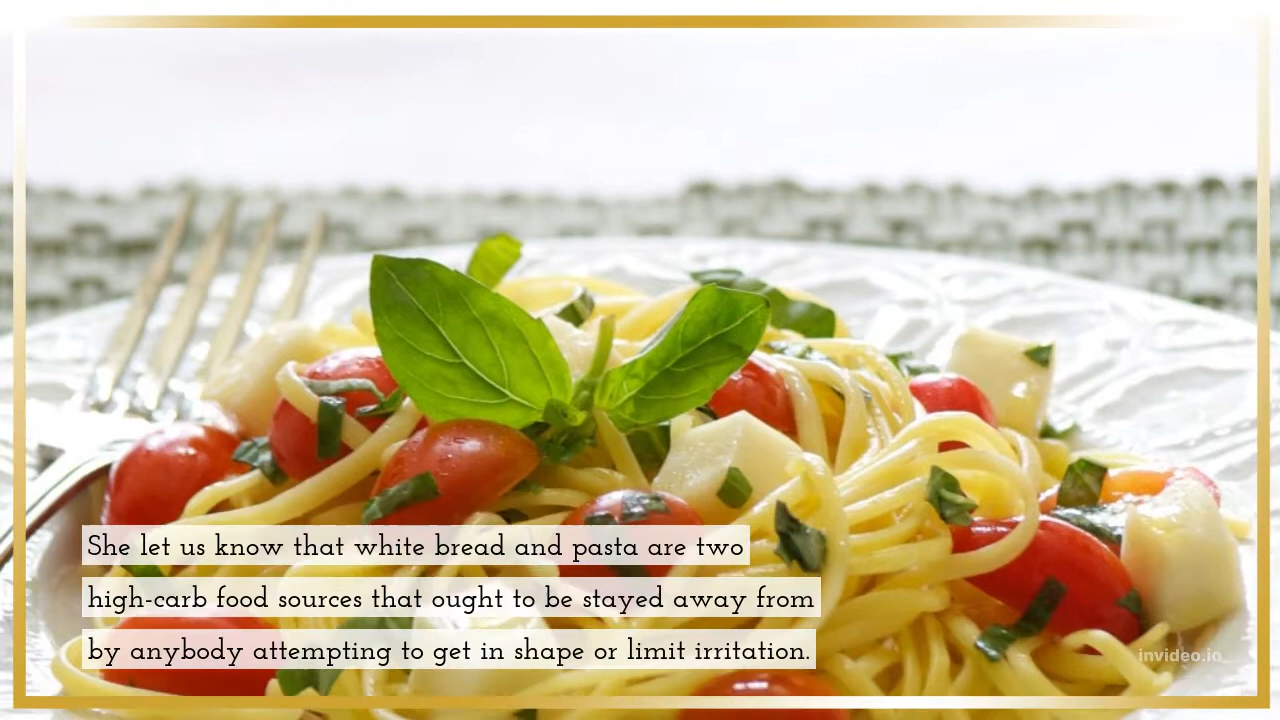 She let us know that white bread and pasta are two
high-carb food sources that ought to be stayed away from
by anybody attempting to get in shape or limit irritation.
invideo.io